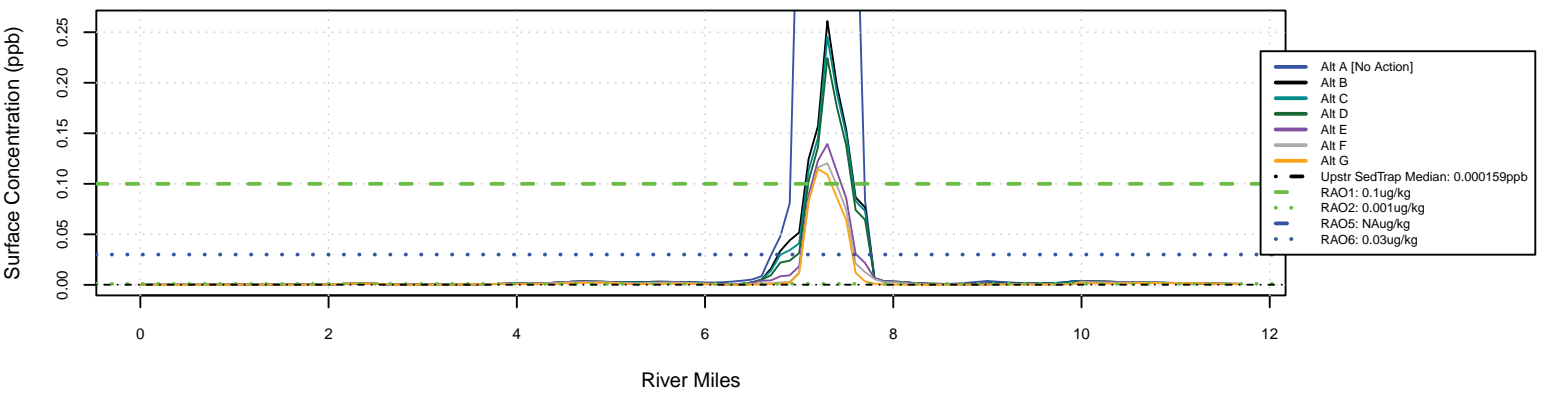 Surface Concentration (ppb)
0.25
0.20
0.15
0.10
0.05
0.00
0 2 4 6 8 10 12
River Miles
Alt A [No Action]
Alt B
Alt C
Alt D
Alt E
Alt F
Alt G
Upstr SedTrap Median: 0.000159ppb
RAO1: 0.1ug/kg
RAO2: 0.001ug/kg
RAO5: NAug/kg
RAO6: 0.03ug/kg